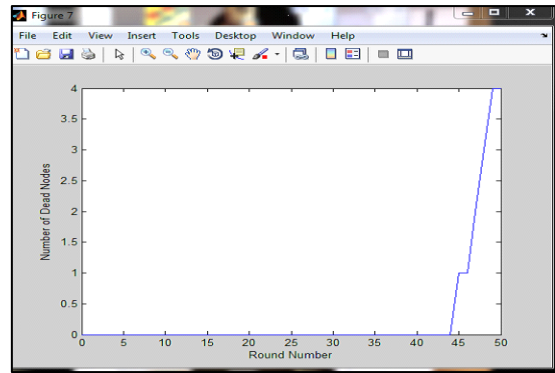 Figure 7
File Edit View Insert Tools Desktop Window Help
4
3.5
3
2.5
2
1.5
1
0.5
0
Number of Dead Nodes
0 5 10 15 20 25 30 35 40 45 50
Round Number